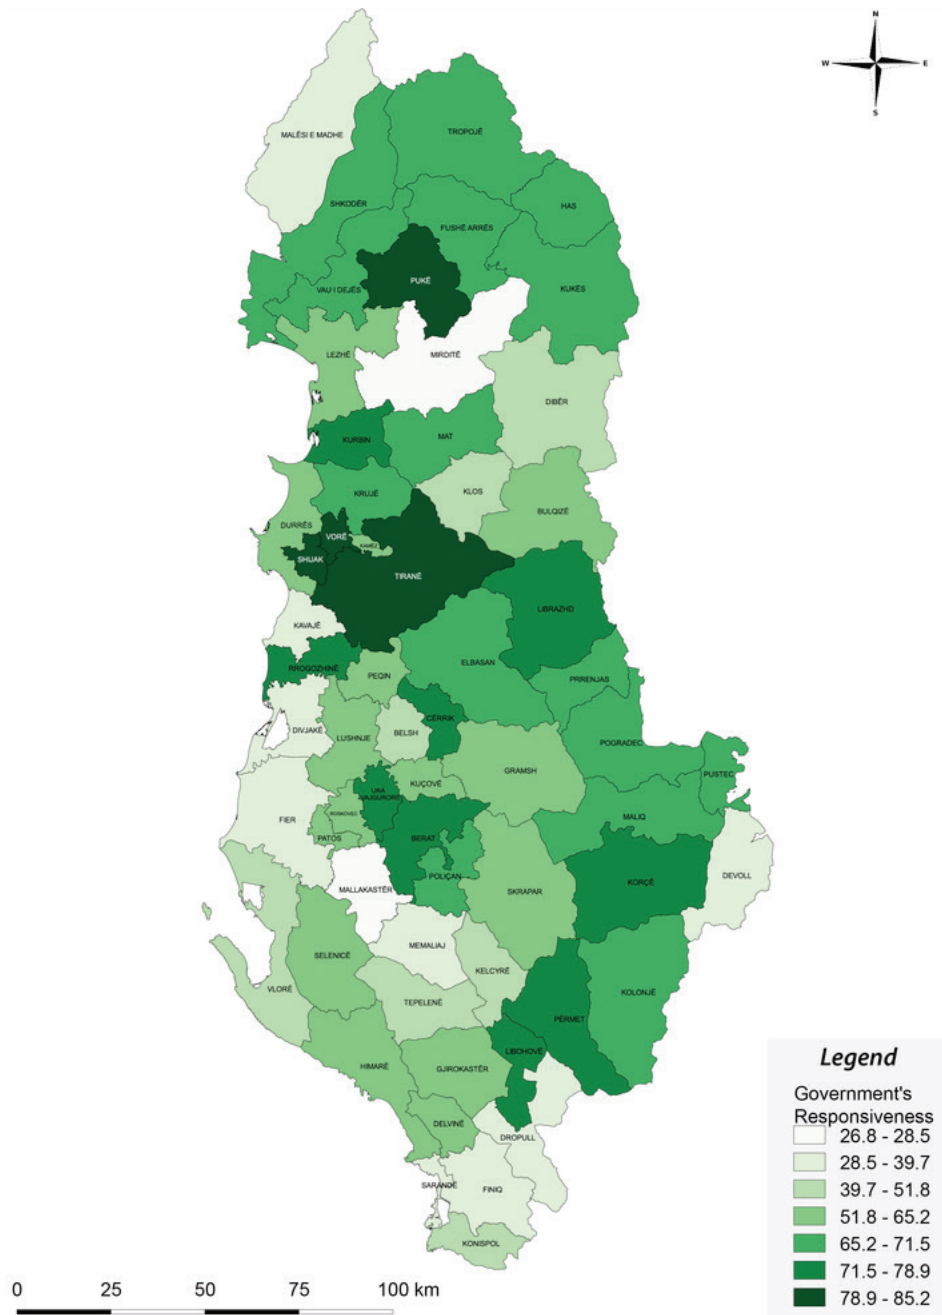 N
W
E
S
MALËSI E MADHE
TROPOJË
SHKODËR
HAS
FUSHË ARRËS
PUKË
VAU I DEJËS
KUKËS
LEZHË
MIRDITË
DIBËR
KURBIN
MAT
KLOS
KRUJË
BULQIZË
DURRËS
VORË
KAMËZ
SHIJAK
TIRANË
LIBRAZHD
KAVAJË
ELBASAN
RROGOZHINË
PEQIN
PRRENJAS
CËRRIK
DIVJAKË
BELSH
LUSHNJE
POGRADEC
GRAMSH
PUSTEC
KUÇOVË
URA
VAJGURORE
ROSKOVEC
MALIQ
FIER
PATOS
BERAT
POLIÇAN
DEVOLL
KORÇË
MALLAKASTËR
SKRAPAR
MEMALIAJ
SELENICË
KELCYRË
VLORË
TEPELENË
KOLONJË
PËRMET
LIBOHOVË
HIMARË
GJIROKASTËR
DELVINË
DROPULL
SARANDË
FINIQ
KONISPOL
Legend
Government's
Responsiveness
26.8 - 28.5
28.5 - 39.7
39.7 - 51.8
51.8 - 65.2
65.2 - 71.5
71.5 - 78.9
78.9 - 85.2
0 25 50 75 100 km